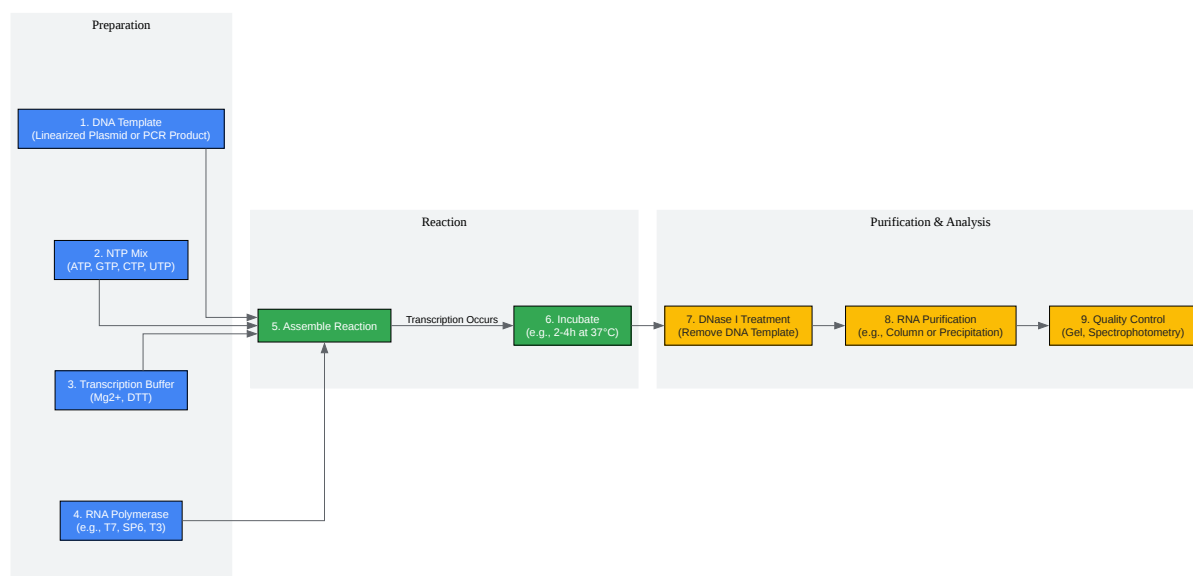 Preparation
1. DNA Template
(Linearized Plasmid or PCR Product)
2. NTP Mix
(ATP, GTP, CTP, UTP)
3. Transcription Buffer
(Mg2+, DTT)
4. RNA Polymerase
(e.g., T7, SP6, T3)
Reaction
5. Assemble Reaction
Transcription Occurs
6. Incubate
(e.g., 2-4h at 37°C)
Purification & Analysis
7. DNase I Treatment
(Remove DNA Template)
8. RNA Purification
(e.g., Column or Precipitation)
9. Quality Control
(Gel, Spectrophotometry)